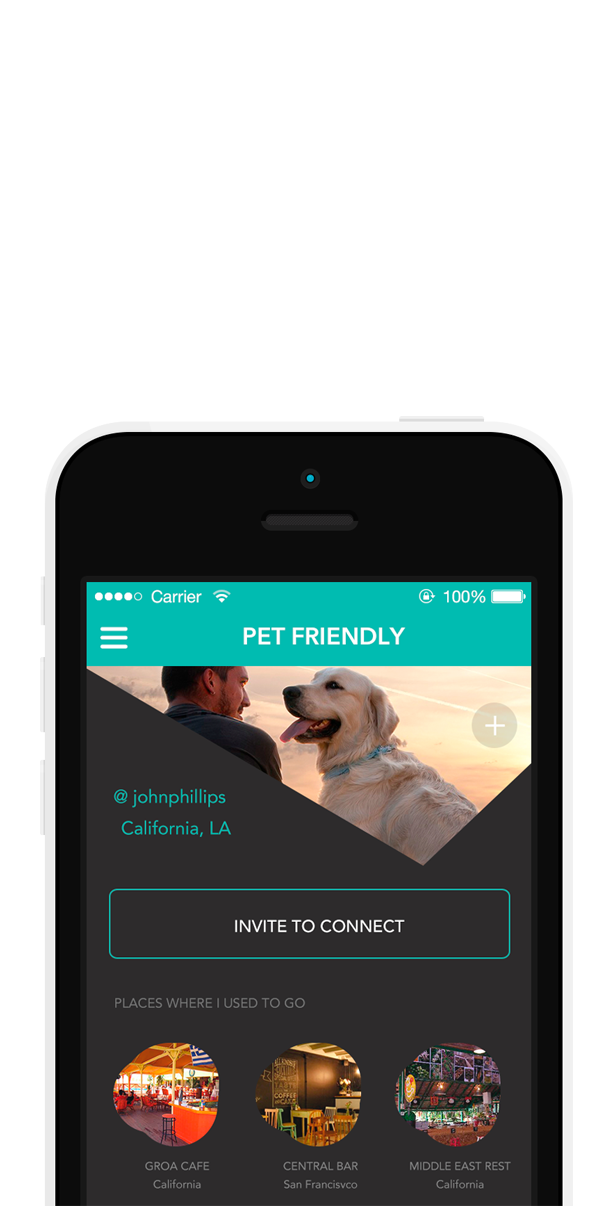 Carrier 100%
PET FRIENDLY
@ johnphillips
California, LA
INVITE TO CONNECT
PLACES WHERE I USED TO GO
GROA CAFE CENTRAL BAR MIDDLE EAST REST
California San Francisvco California